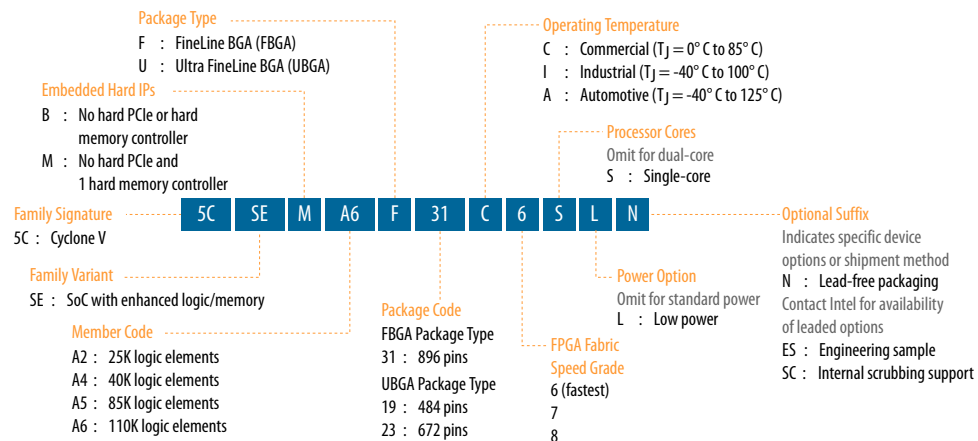 Package Type
F : FineLine BGA (FBGA)
U : Ultra FineLine BGA (UBGA)
Embedded Hard IPs
B : No hard PCIe or hard
memory controller
M : No hard PCIe and
1 hard memory controller
Operating Temperature
C : Commercial (TJ = 0° C to 85° C)
I : Industrial (TJ = -40° C to 100° C)
A : Automotive (TJ = -40° C to 125° C)
Processor Cores
Omit for dual-core
S : Single-core
5C SE M A6 F 31 C 6 S L N
Family Signature
5C : Cyclone V
Family Variant
SE : SoC with enhanced logic/memory
Member Code
A2 : 25K logic elements
A4 : 40K logic elements
A5 : 85K logic elements
A6 : 110K logic elements
Package Code
FBGA Package Type
31 : 896 pins
UBGA Package Type
19 : 484 pins
23 : 672 pins
FPGA Fabric
Speed Grade
6 (fastest)
7
8
Power Option
Omit for standard power
L : Low power
Optional Suffix
Indicates specific device
options or shipment method
N : Lead-free packaging
Contact Intel for availability
of leaded options
ES : Engineering sample
SC : Internal scrubbing support